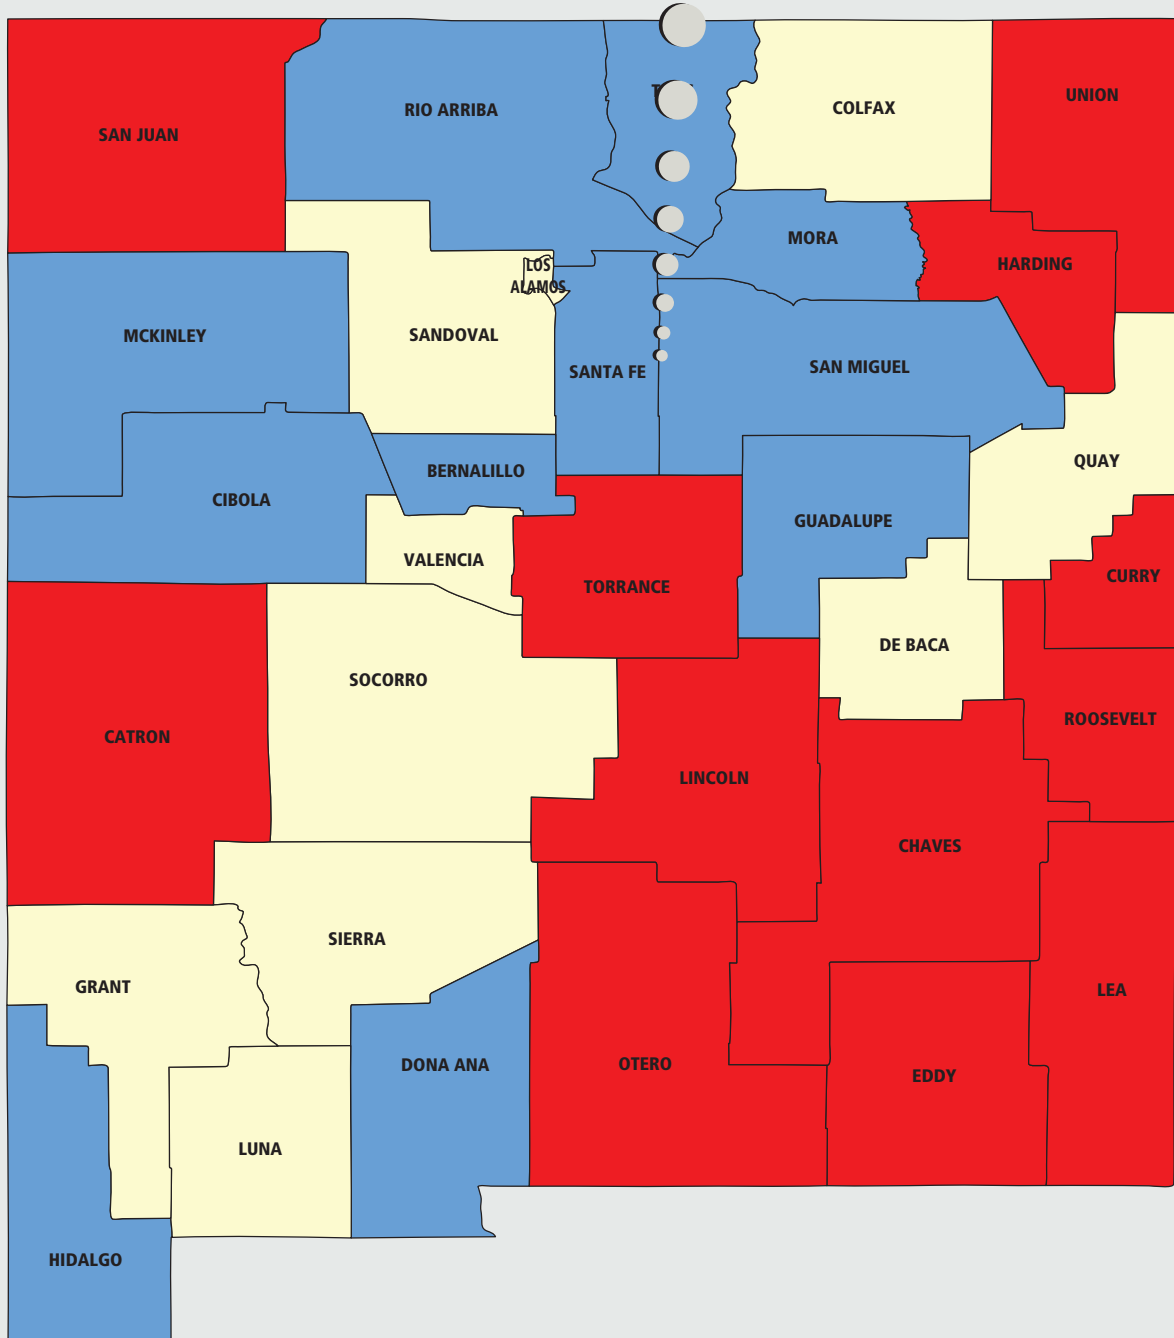 UNION
RIO ARRIBA
COLFAX
SAN JUAN
MORA
HARDING
LOS
ALAMOS
SANDOVAL
MCKINLEY
SAN MIGUEL
SANTA FE
QUAY
BERNALILLO
CIBOLA
GUADALUPE
VALENCIA
CURRY
TORRANCE
DE BACA
SOCORRO
ROOSEVELT
CATRON
LINCOLN
CHAVES
SIERRA
GRANT
LEA
DONA ANA
OTERO
EDDY
LUNA
HIDALGO